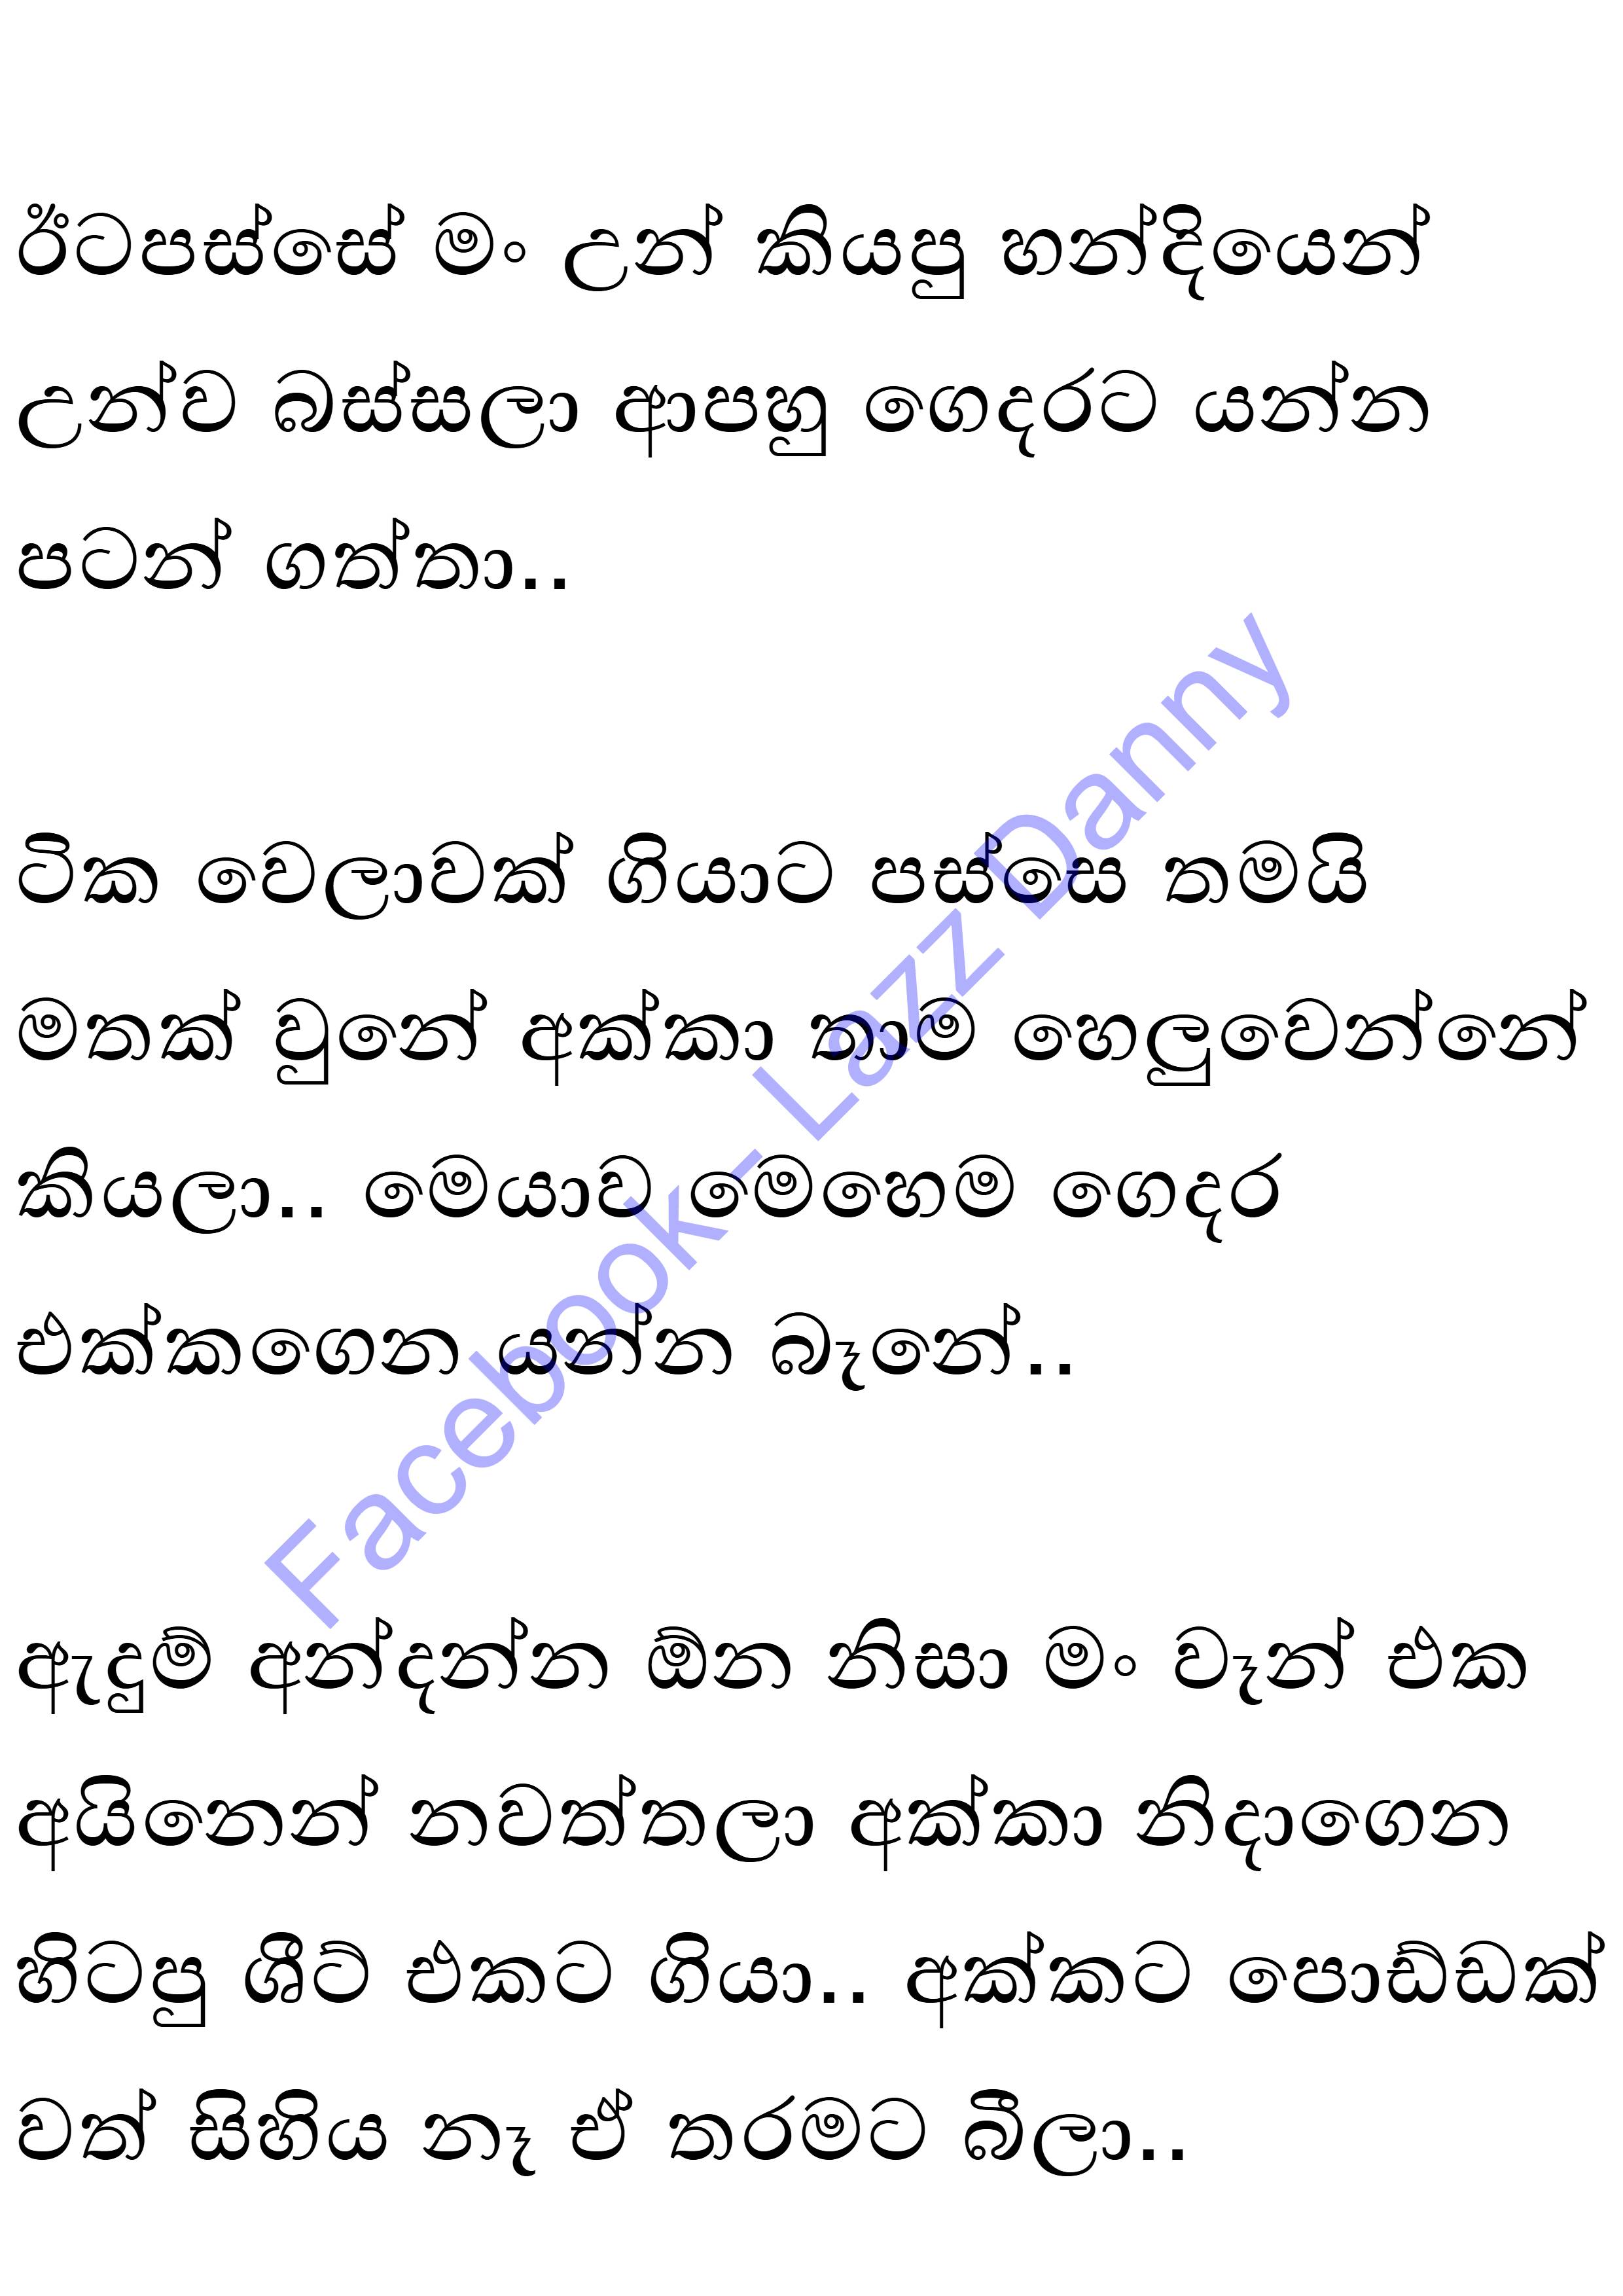 ඊටපස්සේ මං උන් කියපු හන්දියෙන්
උන්ව බස්සලා ආපහු ගෙදරට යන්න
පටන් ගත්තා..
ටික වෙලාවක් ගියාට පස්සෙ තමයි
මතක් වුනේ අක්කා තාම හෙලුවෙන්නේ
කියලා.. මෙයාව මෙහෙම ගෙදර
එක්කගෙන යන්න බෑනේ..
ඇඳුම් අන්දන්න ඕන නිසා මං වෑන් එක
අයිනෙන් නවත්තලා අක්කා නිදාගෙන
හිටපු ශීට් එකට ගියා.. අක්කට පොඩ්ඩක්
වත් සිහිය නෑ ඒ තරමට බීලා..
Facebook - Lazz Danny